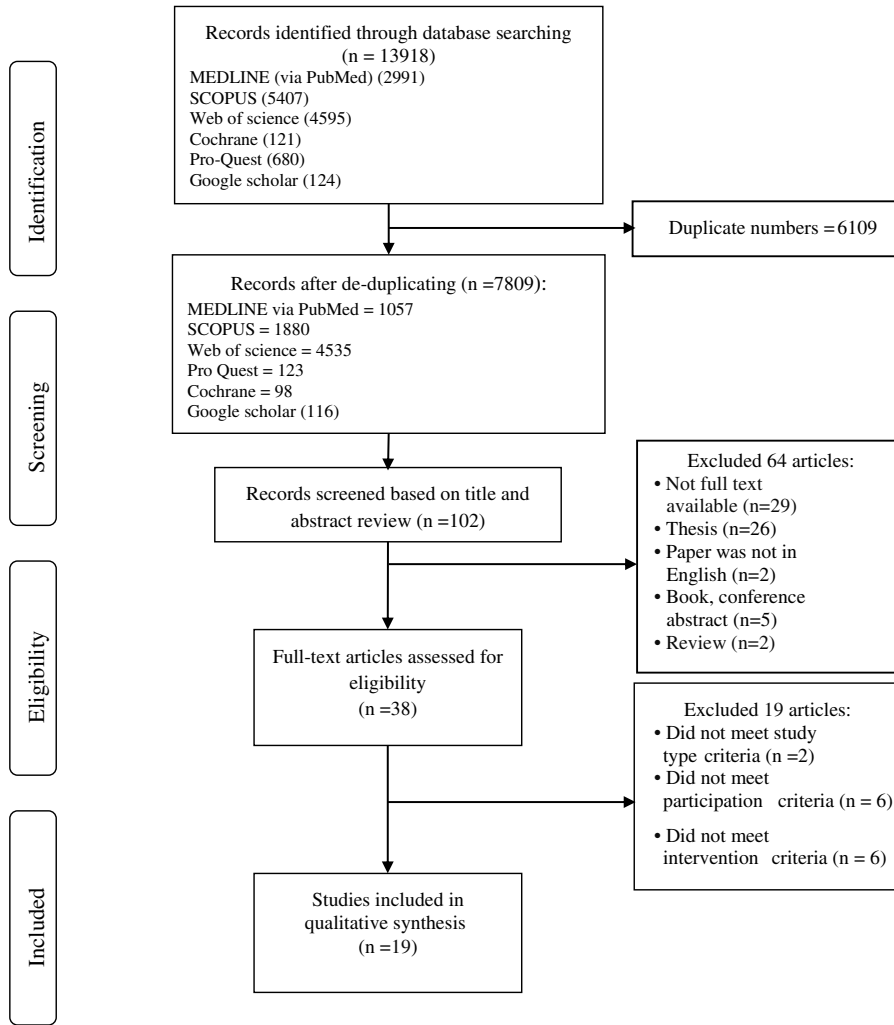 Identification
Records identified through database searching
(n = 13918)
MEDLINE (via PubMed) (2991)
SCOPUS (5407)
Web of science (4595)
Cochrane (121)
Pro-Quest (680)
Google scholar (124)
Duplicate numbers =6109
Records after de-duplicating (n =7809):
MEDLINE via PubMed = 1057
SCOPUS = 1880
Web of science = 4535
Pro Quest = 123
Cochrane = 98
Google scholar (116)
Screening
Records screened based on title and
abstract review (n =102)
Excluded 64 articles:
• Not full text
available (n=29)
• Thesis (n=26)
• Paper was not in
English (n=2)
• Book, conference
abstract (n=5)
• Review (n=2)
Eligibility
Full-text articles assessed for
eligibility
(n =38)
Excluded 19 articles:
• Did not meet study
type criteria (n =2)
• Did not meet
participation criteria (n = 6)
• Did not meet
intervention criteria (n = 6)
Included
Studies included in
qualitative synthesis
(n =19)